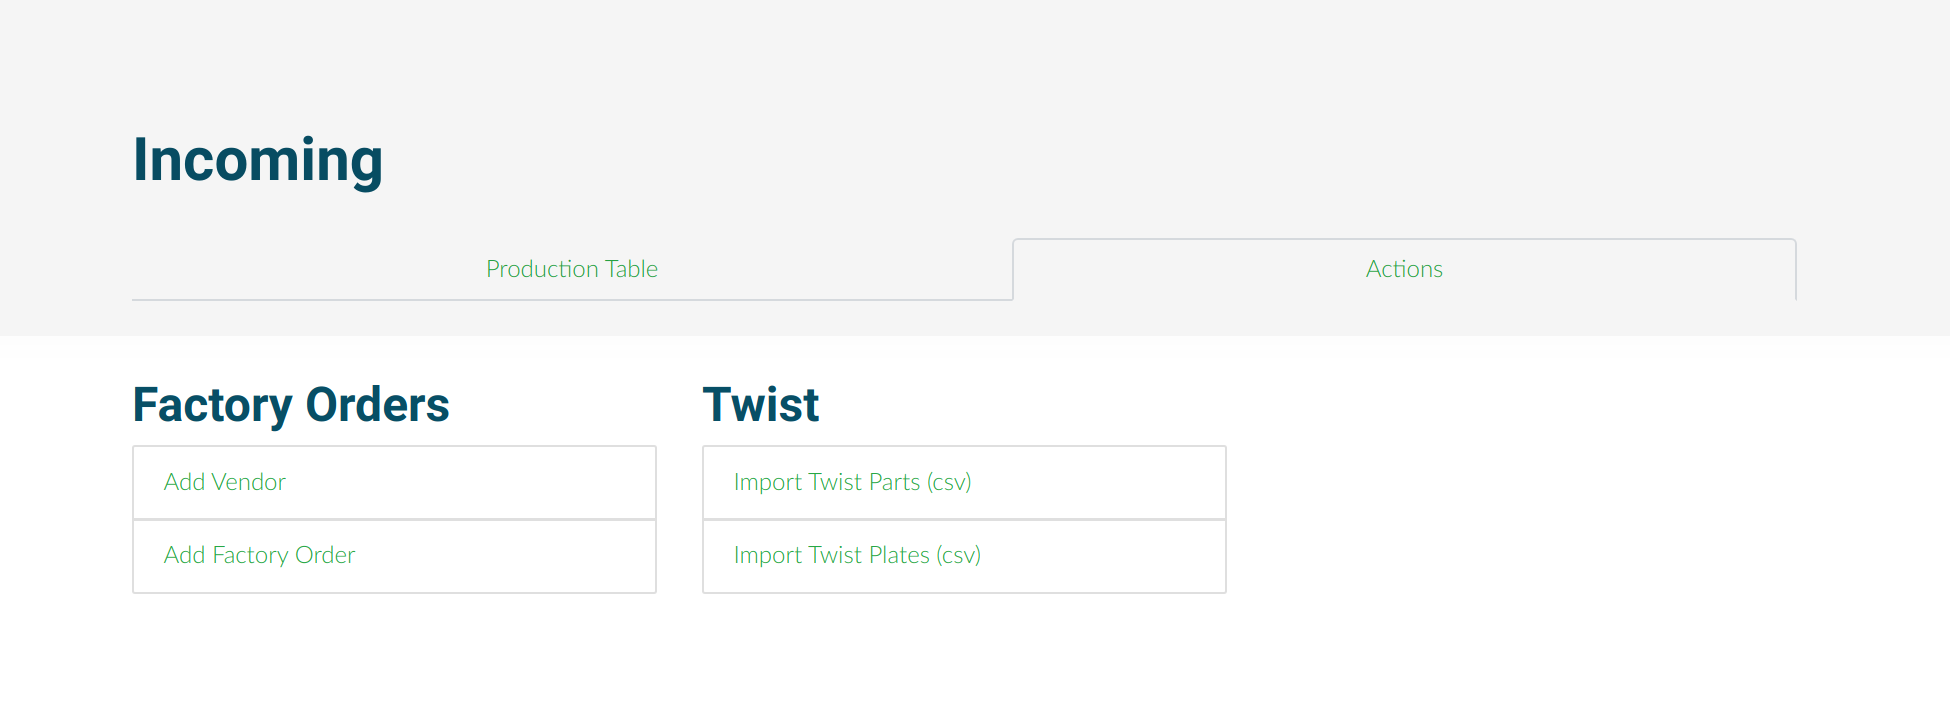 Incoming
Production Table
Actions
Factory Orders
Add Vendor
Add Factory Order
Twist
Import Twist Parts (csv)
Import Twist Plates (csv)